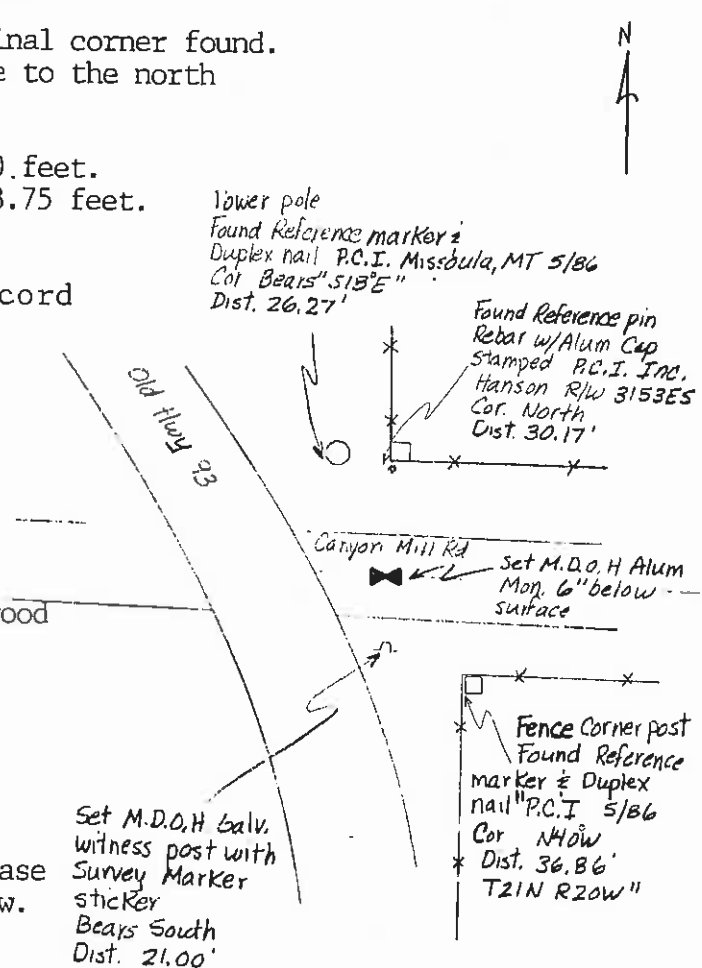 inal corner found.
e to the north
N
feet.
3.75 feet.
Power pole
Found Reference marker &
Duplex nail P.C.I. Missoula, MT 5/86
Cor Bears "S13°E"
Dist. 26.27'
cord
Found Reference pin
Rebar w/Alum Cap
Stamped P.C.I. Inc.
Hanson R/W 3153ES
Cor. North
Dist. 30.17'
Old Hwy 93
Canyon Mill Rd
Set M.D.O.H Alum
Mon. 6" below
surface
ood
Fence Corner post
Found Reference
marker & Duplex
nail "P.C.I 5/86
Cor N40°W
Dist. 36.86'
T21N R20W"
Set M.D.O.H Galv.
witness post with
Survey Marker
sticker
Bears South
Dist. 21.00'
ase
w.